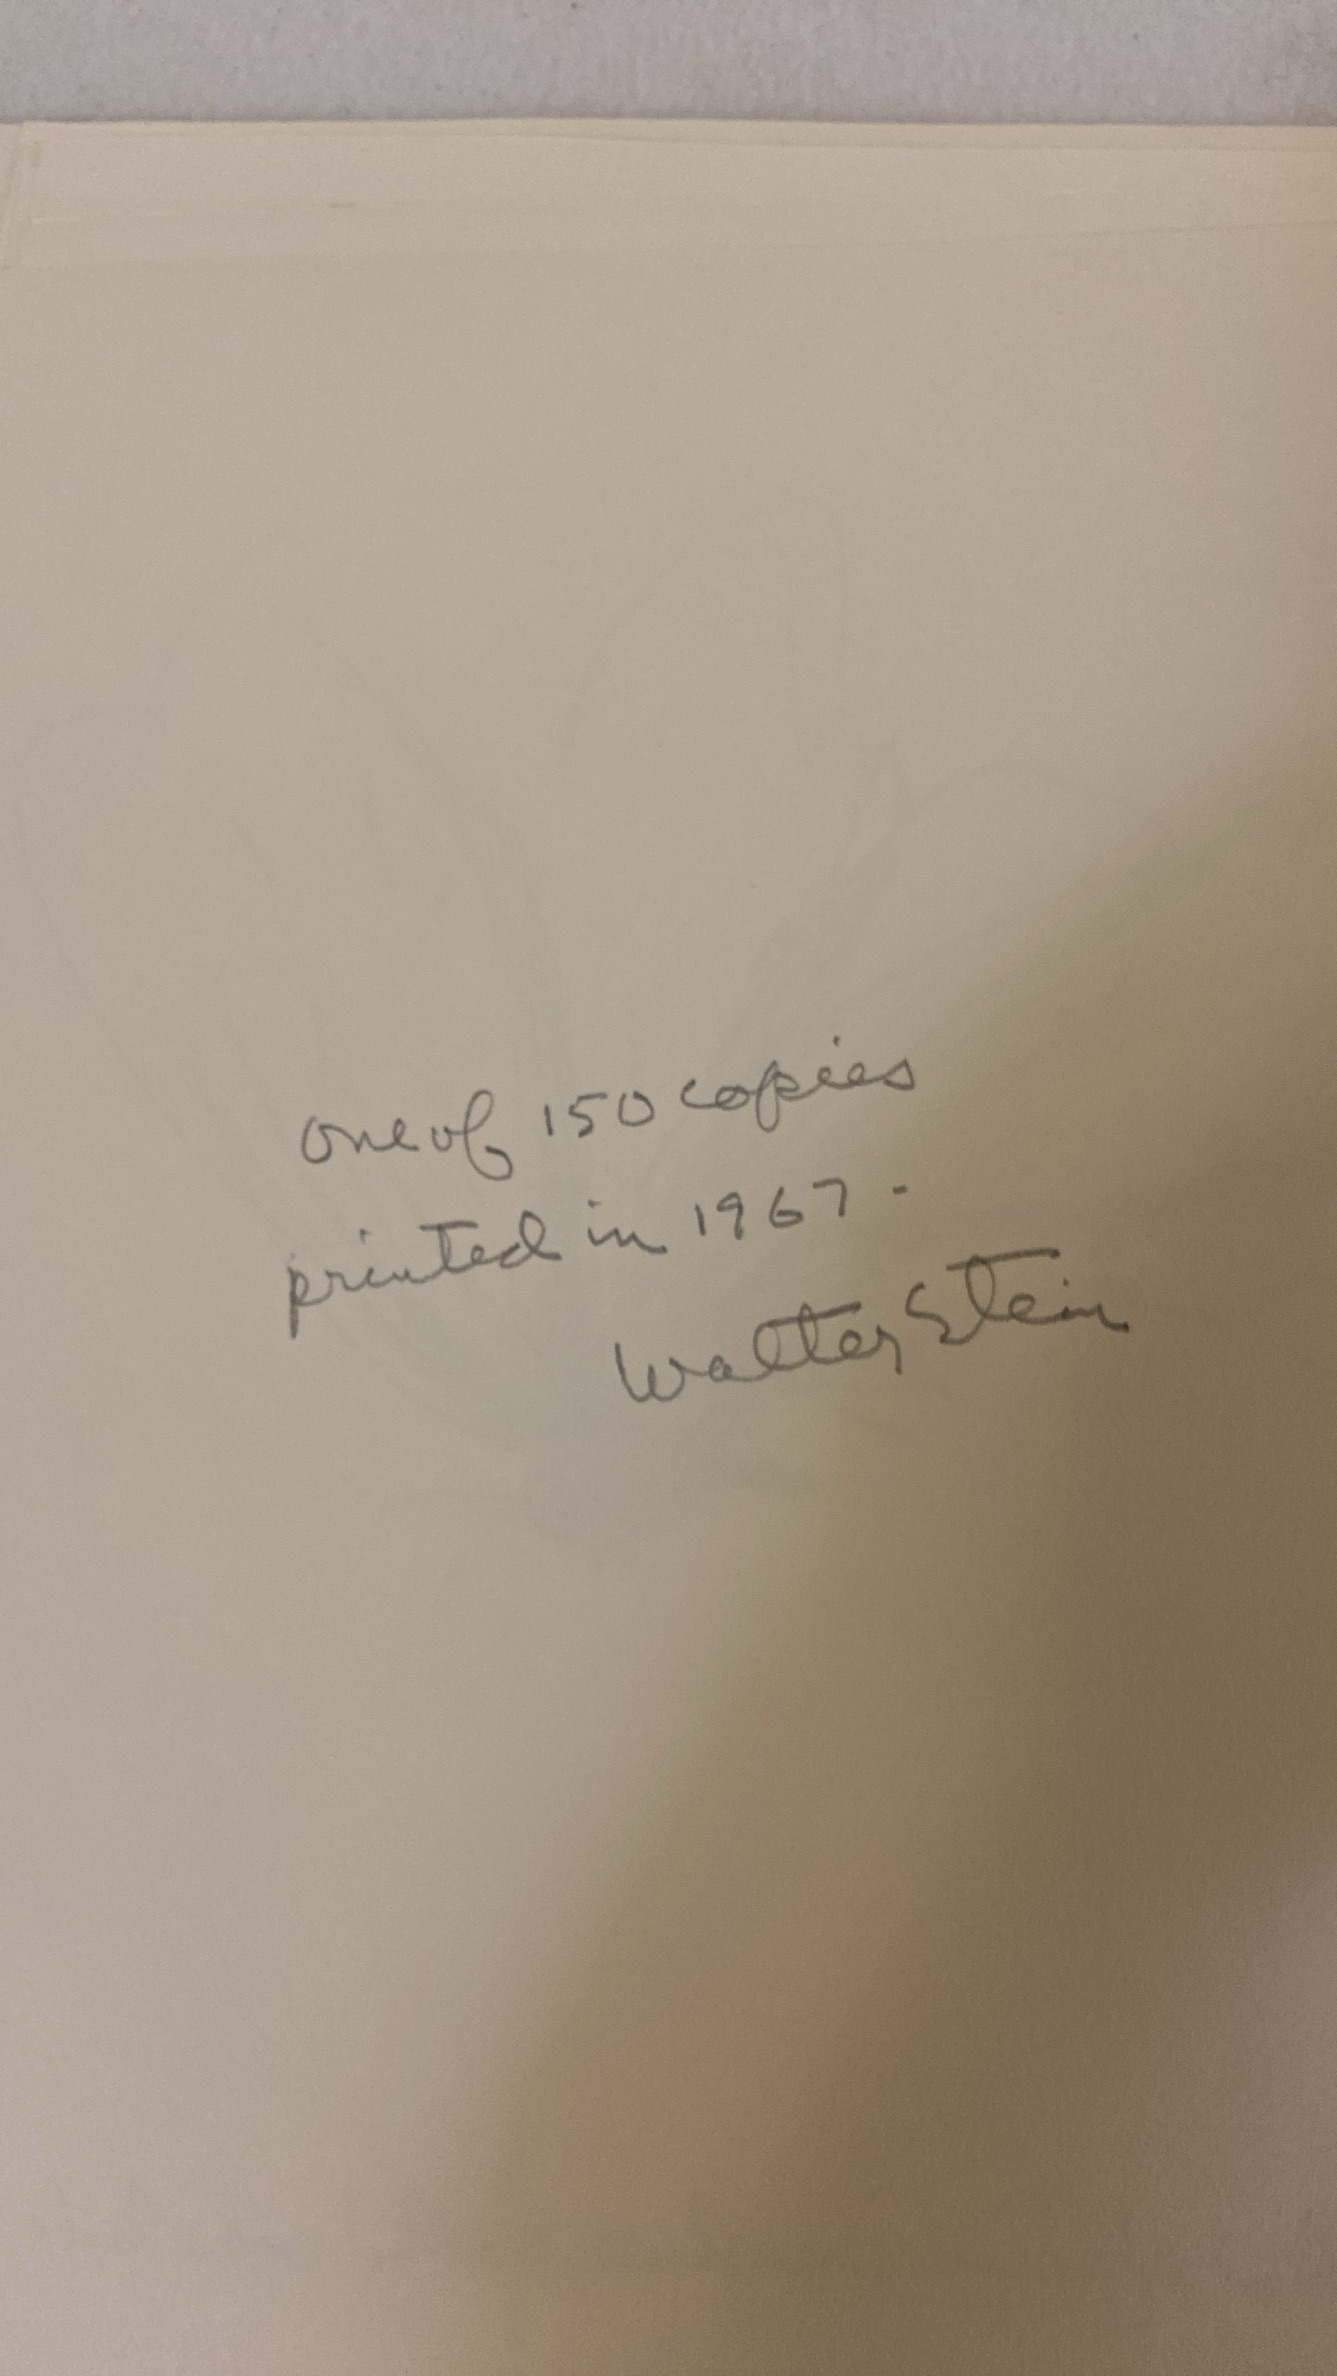 one of 150 copies
printed in 1967 -
Walter Stein